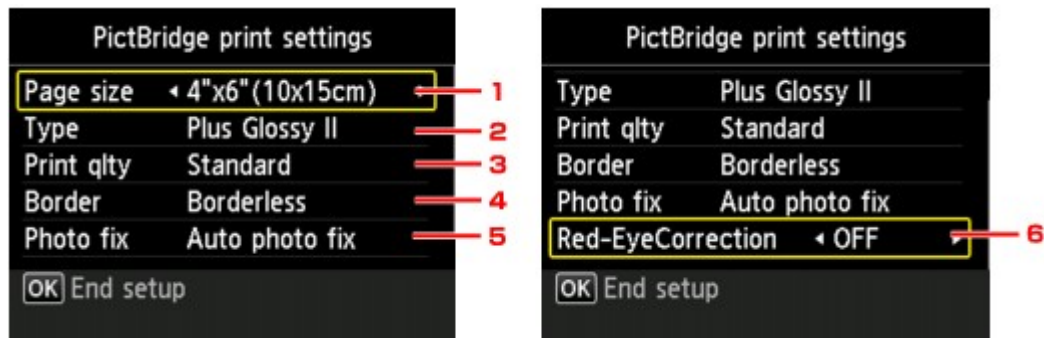 PictBridge print settings
Page size 4"x6"(10x15cm) 1
Type Plus Glossy II 2
Print qlty Standard 3
Border Borderless 4
Photo fix Auto photo fix 5
OK End setup
PictBridge print settings
Type Plus Glossy II
Print qlty Standard
Border Borderless
Photo fix Auto photo fix
Red-EyeCorrection OFF 6
OK End setup